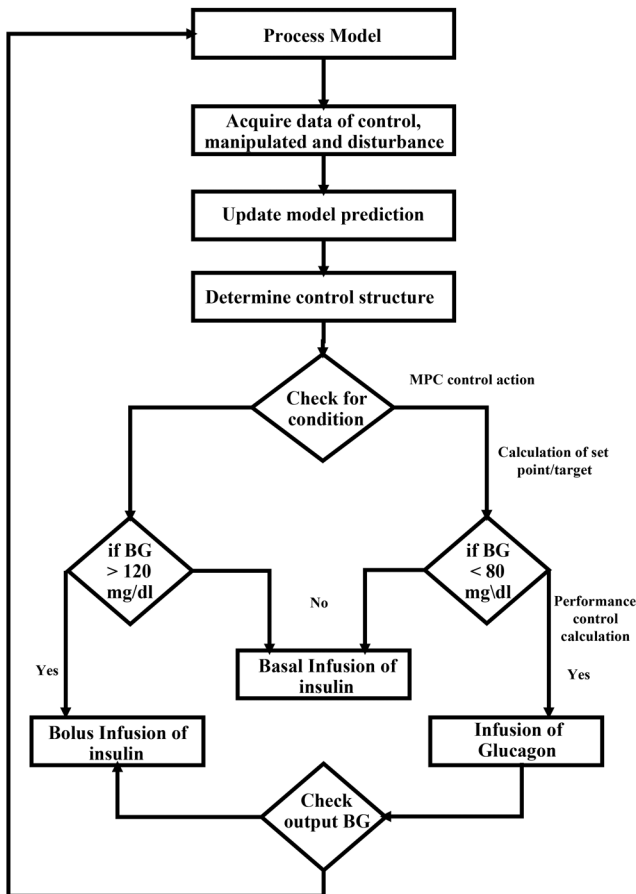 Process Model
Acquire data of control,
manipulated and disturbance
Update model prediction
Determine control structure
MPC control action
Check for
condition
Calculation of set
point/target
if BG
> 120
mg/dl
if BG
< 80
mg\dl
No
Performance
control
calculation
Yes
Basal Infusion of
insulin
Yes
Bolus Infusion of
insulin
Infusion of
Glucagon
Check
output BG